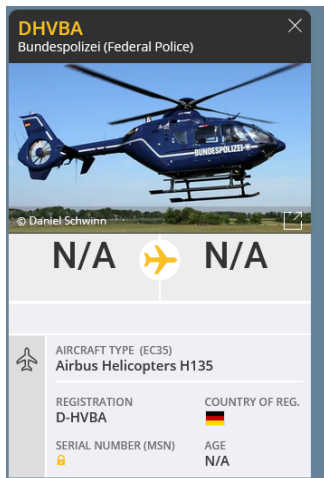 DHVBA
Bundespolizei (Federal Police)
BUNDESPOLIZEI
© Daniel Schwinn
N/A N/A
AIRCRAFT TYPE (EC35)
Airbus Helicopters H135
REGISTRATION COUNTRY OF REG.
D-HVBA
SERIAL NUMBER (MSN) AGE
N/A